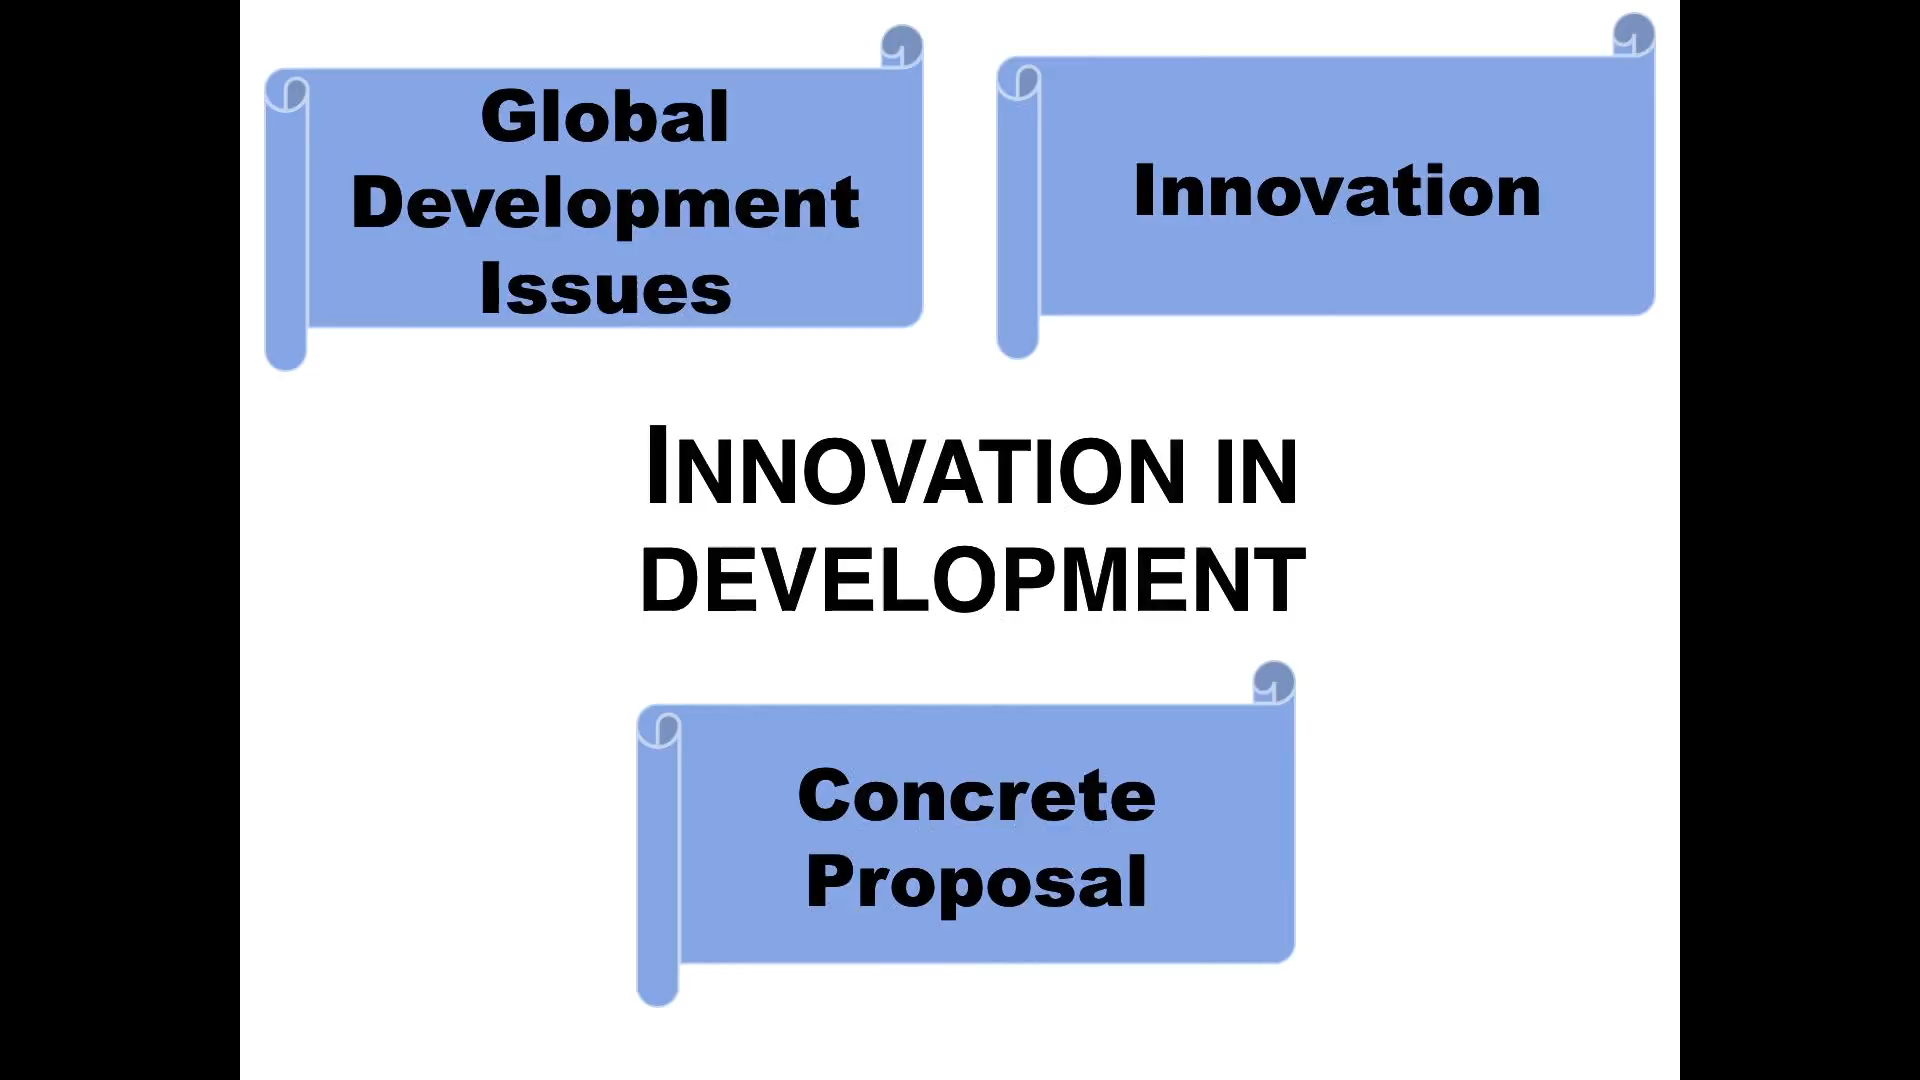 Global
Development
Issues
Innovation
INNOVATION IN
DEVELOPMENT
Concrete
Proposal